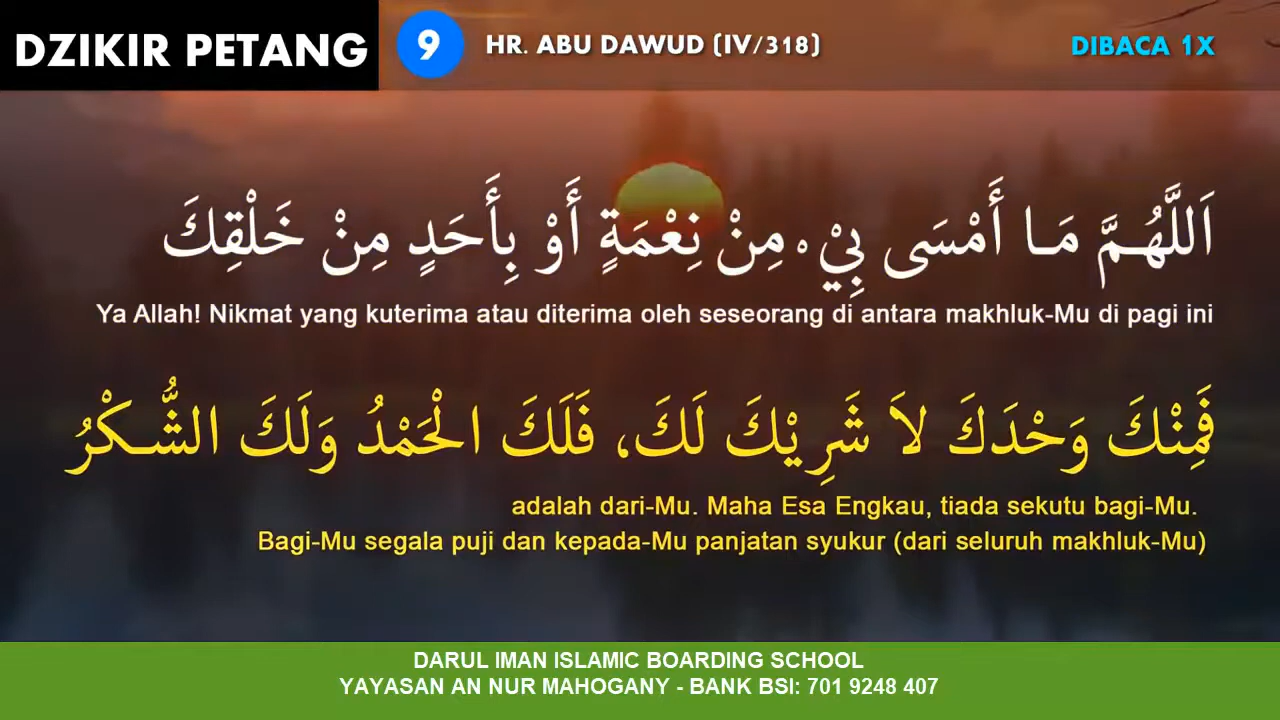 DZIKIR PETANG
9
HR. ABU DAWUD (IV/318)
DIBACA 1X
اَللَّهُمَّ مَا أَمْسَى بِيْ مِنْ نِعْمَةٍ أَوْ بِأَحَدٍ مِنْ خَلْقِكَ
Ya Allah! Nikmat yang kuterima atau diterima oleh seseorang di antara makhluk-Mu di pagi ini
فَمِنْكَ وَحْدَكَ لاَ شَرِيْكَ لَكَ، فَلَكَ الْحَمْدُ وَلَكَ الشُّكْرُ
adalah dari-Mu. Maha Esa Engkau, tiada sekutu bagi-Mu.
Bagi-Mu segala puji dan kepada-Mu panjatan syukur (dari seluruh makhluk-Mu)
DARUL IMAN ISLAMIC BOARDING SCHOOL
YAYASAN AN NUR MAHOGANY - BANK BSI: 701 9248 407